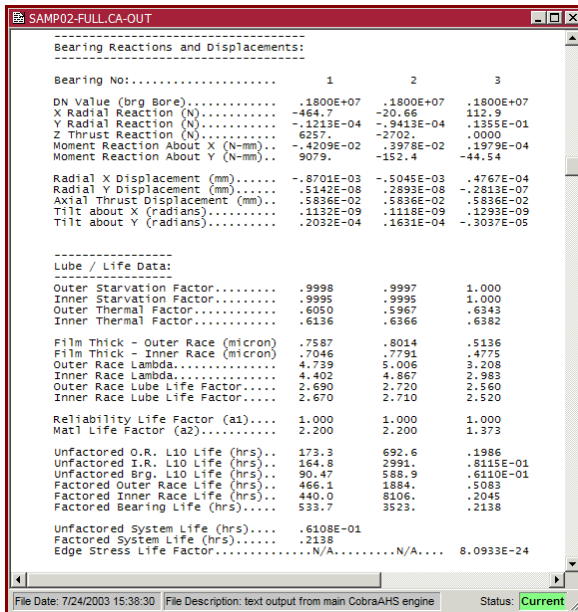 SAMP02-FULL.CA-OUT
---------------------------------------
Bearing Reactions and Displacements:
---------------------------------------
Bearing No:..................... 1 2 3
DN Value (brg Bore)............ .1800E+07 .1800E+07 .1800E+07
X Radial Reaction (N)......... -464.7 -20.66 112.9
Y Radial Reaction (N)......... -.1213E-04 -.9413E-04 .1355E-01
Z Thrust Reaction (N)......... 6257. -2702. .0000
Moment Reaction About X (N-mm).. -.4209E-02 .3978E-02 .1979E-04
Moment Reaction About Y (N-mm).. 9079. -152.4 -44.54
Radial X Displacement (mm)... -.8701E-03 -.5045E-03 .4767E-04
Radial Y Displacement (mm)... .5142E-08 .2893E-08 -.2813E-07
Axial Thrust Displacement (mm).. .5836E-02 .5836E-02 .5836E-02
Tilt about X (radians)......... .1132E-09 .1118E-09 .1293E-09
Tilt about Y (radians)......... .2032E-04 .1631E-04 -.3037E-05
------------------
Lube / Life Data:
------------------
Outer Starvation Factor......... .9998 .9997 1.000
Inner Starvation Factor......... .9995 .9995 1.000
Outer Thermal Factor............ .6050 .5967 .6343
Inner Thermal Factor............ .6136 .6366 .6382
Film Thick - Outer Race (micron) .7587 .8014 .5136
Film Thick - Inner Race (micron) .7046 .7791 .4775
Outer Race Lambda............... 4.739 5.006 3.208
Inner Race Lambda............... 4.402 4.867 2.983
Outer Race Lube Life Factor..... 2.690 2.720 2.560
Inner Race Lube Life Factor..... 2.670 2.710 2.520
Reliability Life Factor (a1).... 1.000 1.000 1.000
Matl Life Factor (a2)........... 2.200 2.200 1.373
Unfactored O.R. L10 Life (hrs).. 173.3 692.6 .1986
Unfactored I.R. L10 Life (hrs).. 164.8 2991. .8115E-01
Unfactored Brg. L10 Life (hrs).. 90.47 588.9 .6110E-01
Factored Outer Race Life (hrs).. 466.1 1884. .5083
Factored Inner Race Life (hrs).. 440.0 8106. .2045
Factored Bearing Life (hrs)..... 533.7 3523. .2138
Unfactored System Life (hrs).... .6108E-01
Factored System Life (hrs)..... .2138
Edge Stress Life Factor.............N/A.........N/A.... 8.0933E-24
File Date: 7/24/2003 15:38:30 File Description: text output from main CobraAHS engine Status: Current